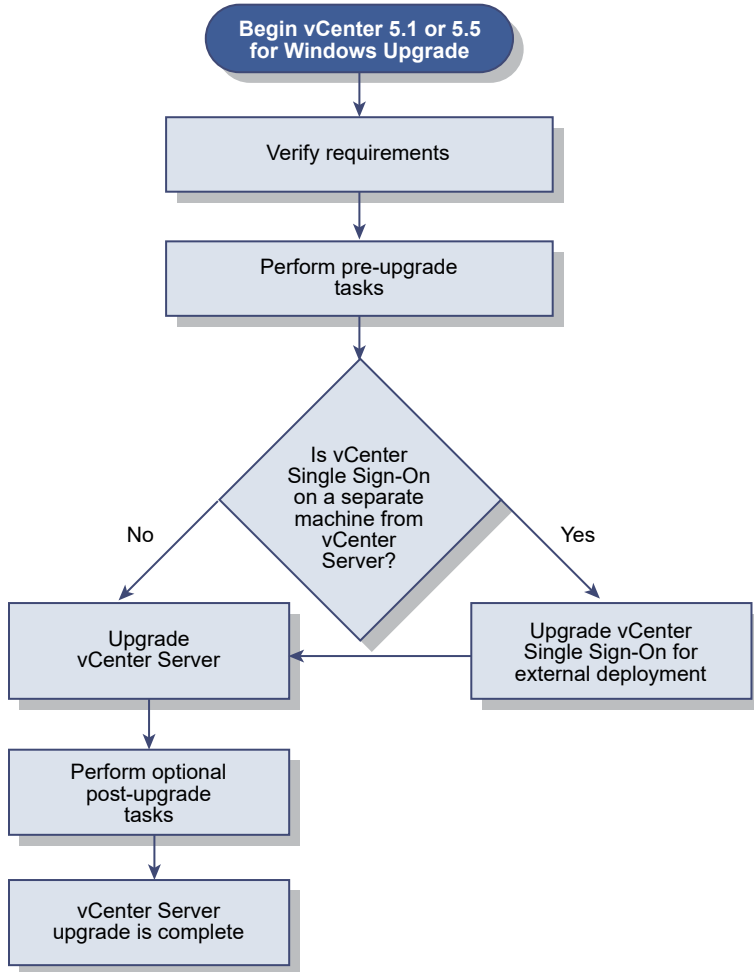 Begin vCenter 5.1 or 5.5
for Windows Upgrade
Verify requirements
Perform pre-upgrade
tasks
Is vCenter
Single Sign-On
on a separate
machine from
vCenter
Server?
No
Yes
Upgrade
vCenter Server
Upgrade vCenter
Single Sign-On for
external deployment
Perform optional
post-upgrade
tasks
vCenter Server
upgrade is complete